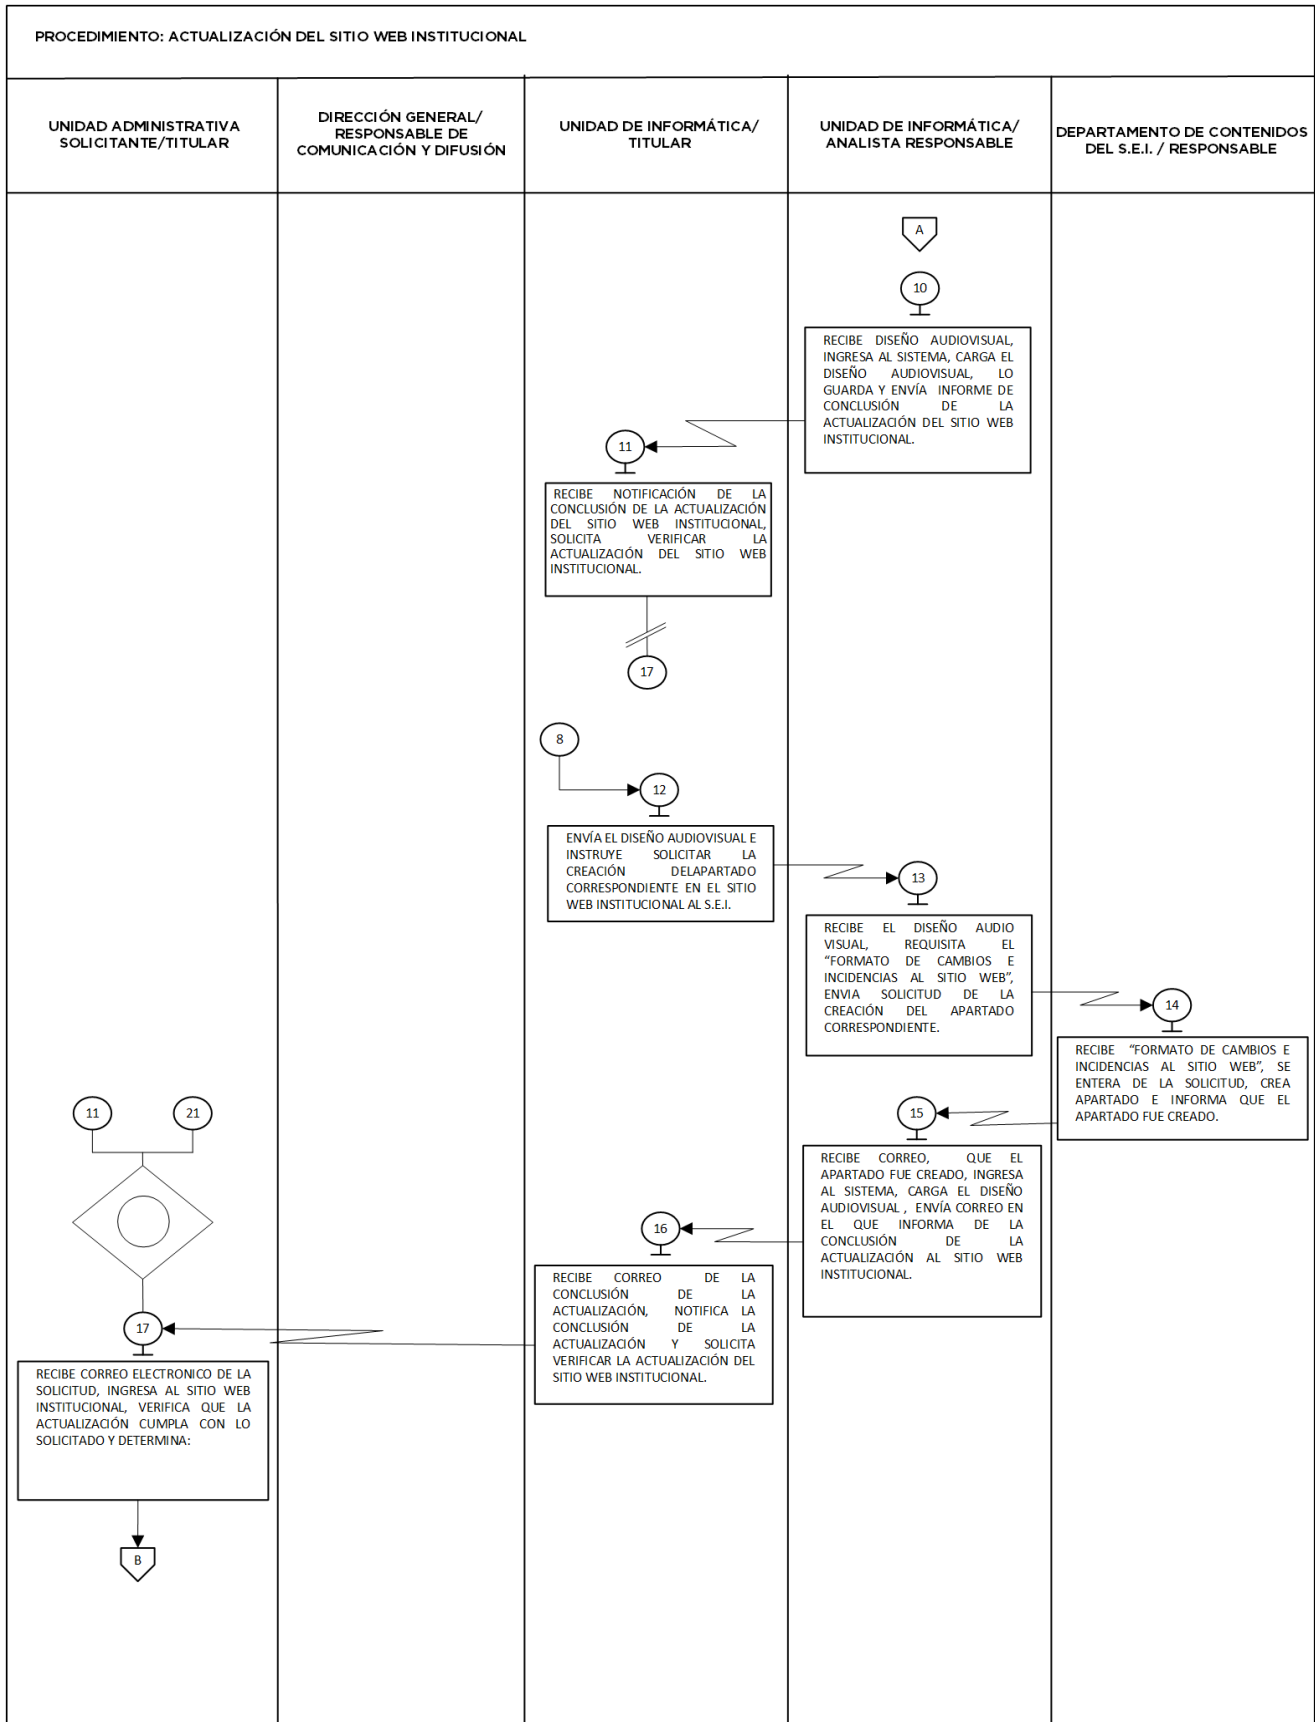 PROCEDIMIENTO: ACTUALIZACIÓN DEL SITIO WEB INSTITUCIONAL
UNIDAD ADMINISTRATIVA
SOLICITANTE/TITULAR
DIRECCIÓN GENERAL/
RESPONSABLE DE
COMUNICACIÓN Y DIFUSIÓN
UNIDAD DE INFORMÁTICA/
TITULAR
UNIDAD DE INFORMÁTICA/
ANALISTA RESPONSABLE
DEPARTAMENTO DE CONTENIDOS
DEL S.E.I. / RESPONSABLE
A
10
RECIBE DISEÑO AUDIOVISUAL,
INGRESA AL SISTEMA, CARGA EL
DISEÑO AUDIOVISUAL, LO
GUARDA Y ENVÍA INFORME DE
CONCLUSIÓN DE LA
ACTUALIZACIÓN DEL SITIO WEB
INSTITUCIONAL.
11
RECIBE NOTIFICACIÓN DE LA
CONCLUSIÓN DE LA ACTUALIZACIÓN
DEL SITIO WEB INSTITUCIONAL,
SOLICITA VERIFICAR LA
ACTUALIZACIÓN DEL SITIO WEB
INSTITUCIONAL.
17
8
12
ENVÍA EL DISEÑO AUDIOVISUAL E
INSTRUYE SOLICITAR LA
CREACIÓN DELAPARTADO
CORRESPONDIENTE EN EL SITIO
WEB INSTITUCIONAL AL S.E.I.
13
RECIBE EL DISEÑO AUDIO
VISUAL, REQUISITA EL
“FORMATO DE CAMBIOS E
INCIDENCIAS AL SITIO WEB”,
ENVIA SOLICITUD DE LA
CREACIÓN DEL APARTADO
CORRESPONDIENTE.
14
RECIBE “FORMATO DE CAMBIOS E
INCIDENCIAS AL SITIO WEB”, SE
ENTERA DE LA SOLICITUD, CREA
APARTADO E INFORMA QUE EL
APARTADO FUE CREADO.
15
RECIBE CORREO, QUE EL
APARTADO FUE CREADO, INGRESA
AL SISTEMA, CARGA EL DISEÑO
AUDIOVISUAL , ENVÍA CORREO EN
EL QUE INFORMA DE LA
CONCLUSIÓN DE LA
ACTUALIZACIÓN AL SITIO WEB
INSTITUCIONAL.
16
RECIBE CORREO DE LA
CONCLUSIÓN DE LA
ACTUALIZACIÓN, NOTIFICA LA
CONCLUSIÓN DE LA
ACTUALIZACIÓN Y SOLICITA
VERIFICAR LA ACTUALIZACIÓN DEL
SITIO WEB INSTITUCIONAL.
11
21
17
RECIBE CORREO ELECTRONICO DE LA
SOLICITUD, INGRESA AL SITIO WEB
INSTITUCIONAL, VERIFICA QUE LA
ACTUALIZACIÓN CUMPLA CON LO
SOLICITADO Y DETERMINA:
B